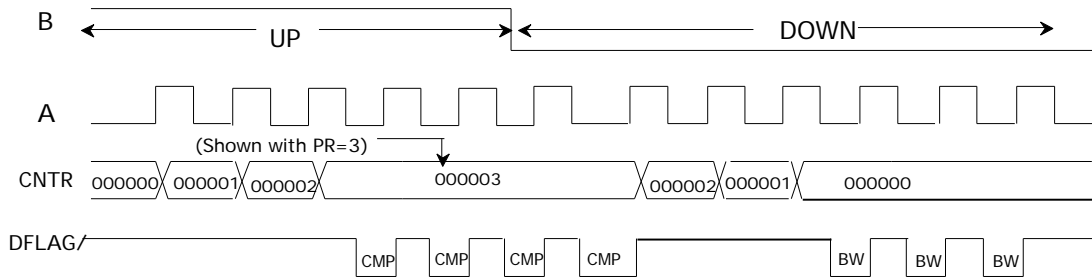 B
UP
DOWN
A
(Shown with PR=3)
CNTR
000000 000001 000002 000003 000002 000001 000000
DFLAG/
CMP CMP CMP CMP BW BW BW